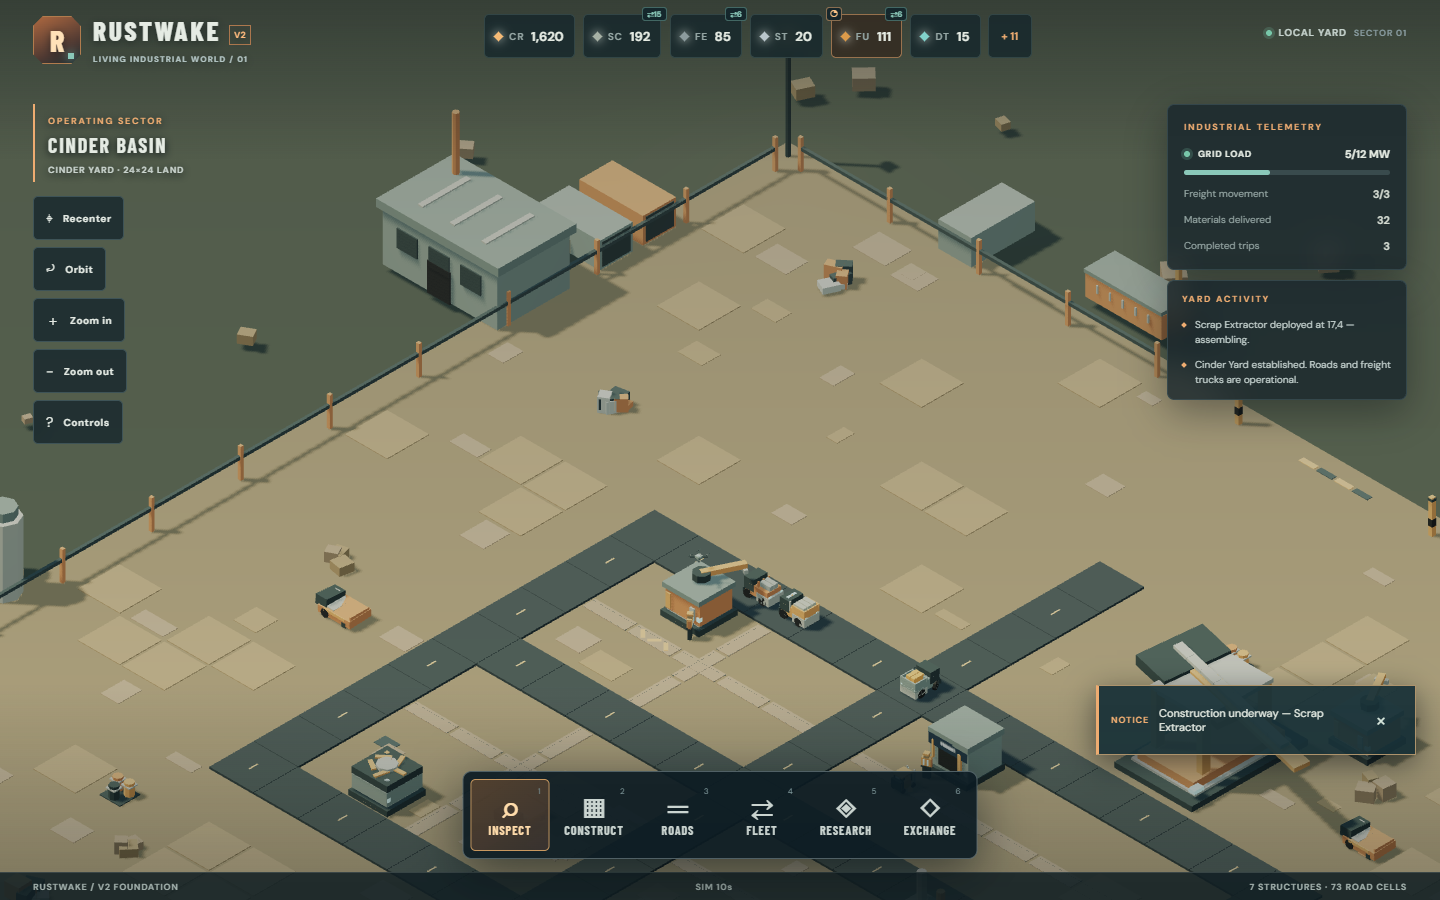 R RUSTWAKE V2
LIVING INDUSTRIAL WORLD / 01
CR 1,620
SC 192 ⇄15
FE 85 ⇄6
ST 20
FU 111 ⇄6
DT 15
+ 11
LOCAL YARD SECTOR 01
OPERATING SECTOR
CINDER BASIN
CINDER YARD · 24×24 LAND
Recenter
Orbit
+ Zoom in
− Zoom out
? Controls
INDUSTRIAL TELEMETRY
GRID LOAD 5/12 MW
Freight movement 3/3
Materials delivered 32
Completed trips 3
YARD ACTIVITY
Scrap Extractor deployed at 17,4 —
assembling.
Cinder Yard established. Roads and freight
trucks are operational.
NOTICE Construction underway — Scrap
Extractor ×
1 INSPECT
2 CONSTRUCT
3 ROADS
4 FLEET
5 RESEARCH
6 EXCHANGE
RUSTWAKE / V2 FOUNDATION
SIM 10s
7 STRUCTURES · 73 ROAD CELLS